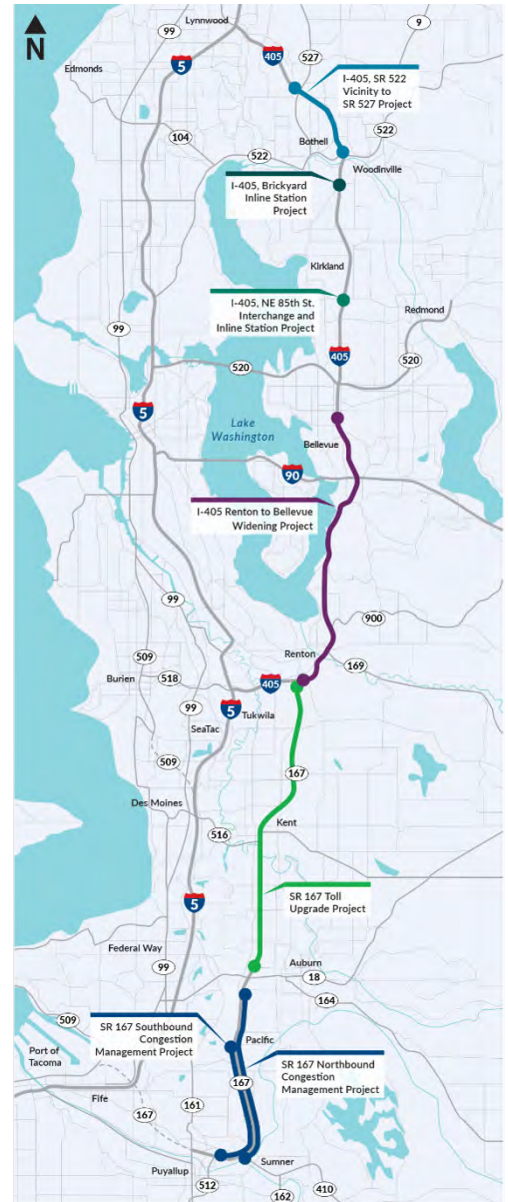 N
Lynnwood
99
9
5
405
527
Edmonds
I-405, SR 522
Vicinity to
SR 527 Project
104
522
Bothell
522
Woodinville
I-405, Brickyard
Inline Station
Project
Kirkland
I-405, NE 85th St.
Interchange and
Inline Station Project
Redmond
99
405
520
520
5
Lake
Washington
Bellevue
90
I-405 Renton to Bellevue
Widening Project
99
900
509
Renton
169
Burien
518
405
99
5
Tukwila
SeaTac
509
167
Des Moines
516
Kent
5
SR 167 Toll
Upgrade Project
Federal Way
99
Auburn
18
164
509
SR 167 Southbound
Congestion
Management Project
Pacific
SR 167 Northbound
Congestion
Management Project
Port of
Tacoma
167
Fife
167
161
Puyallup
512
Sumner
162
410